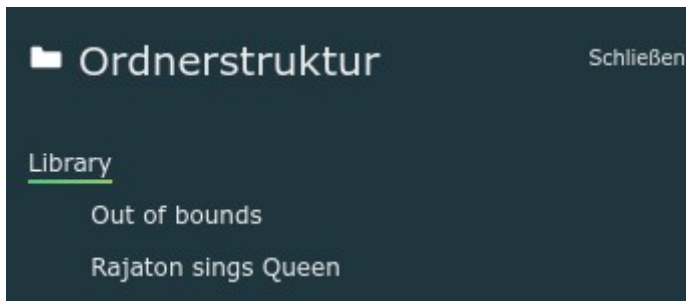 Ordnerstruktur
Schließen
Library
Out of bounds
Rajaton sings Queen